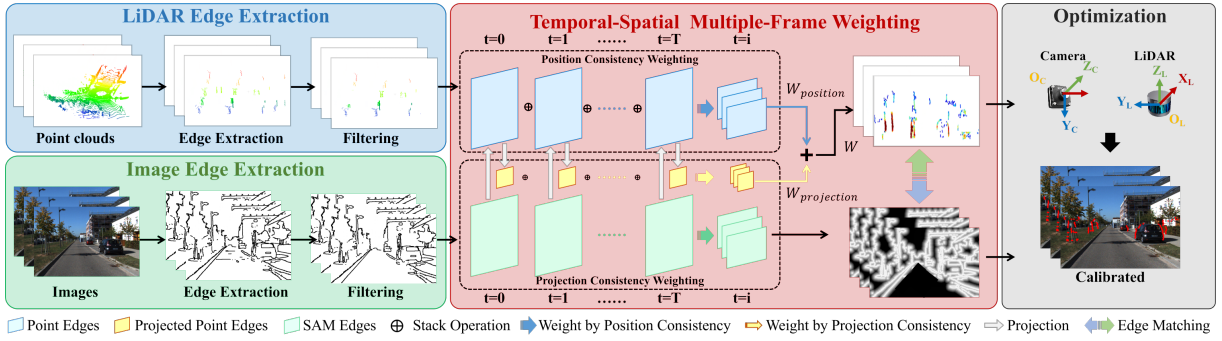 LiDAR Edge Extraction
Point clouds
Edge Extraction
Filtering
Image Edge Extraction
Images
Edge Extraction
Filtering
Temporal-Spatial Multiple-Frame Weighting
t=0 t=1 ...... t=T t=i
Position Consistency Weighting
W_position
W
W_projection
Projection Consistency Weighting
t=0 t=1 ...... t=T t=i
Optimization
Camera
LiDAR
O_C
Z_C
Y_C
Z_L
X_L
Y_L
O_L
Calibrated
Point Edges
Projected Point Edges
SAM Edges
Stack Operation
Weight by Position Consistency
Weight by Projection Consistency
Projection
Edge Matching